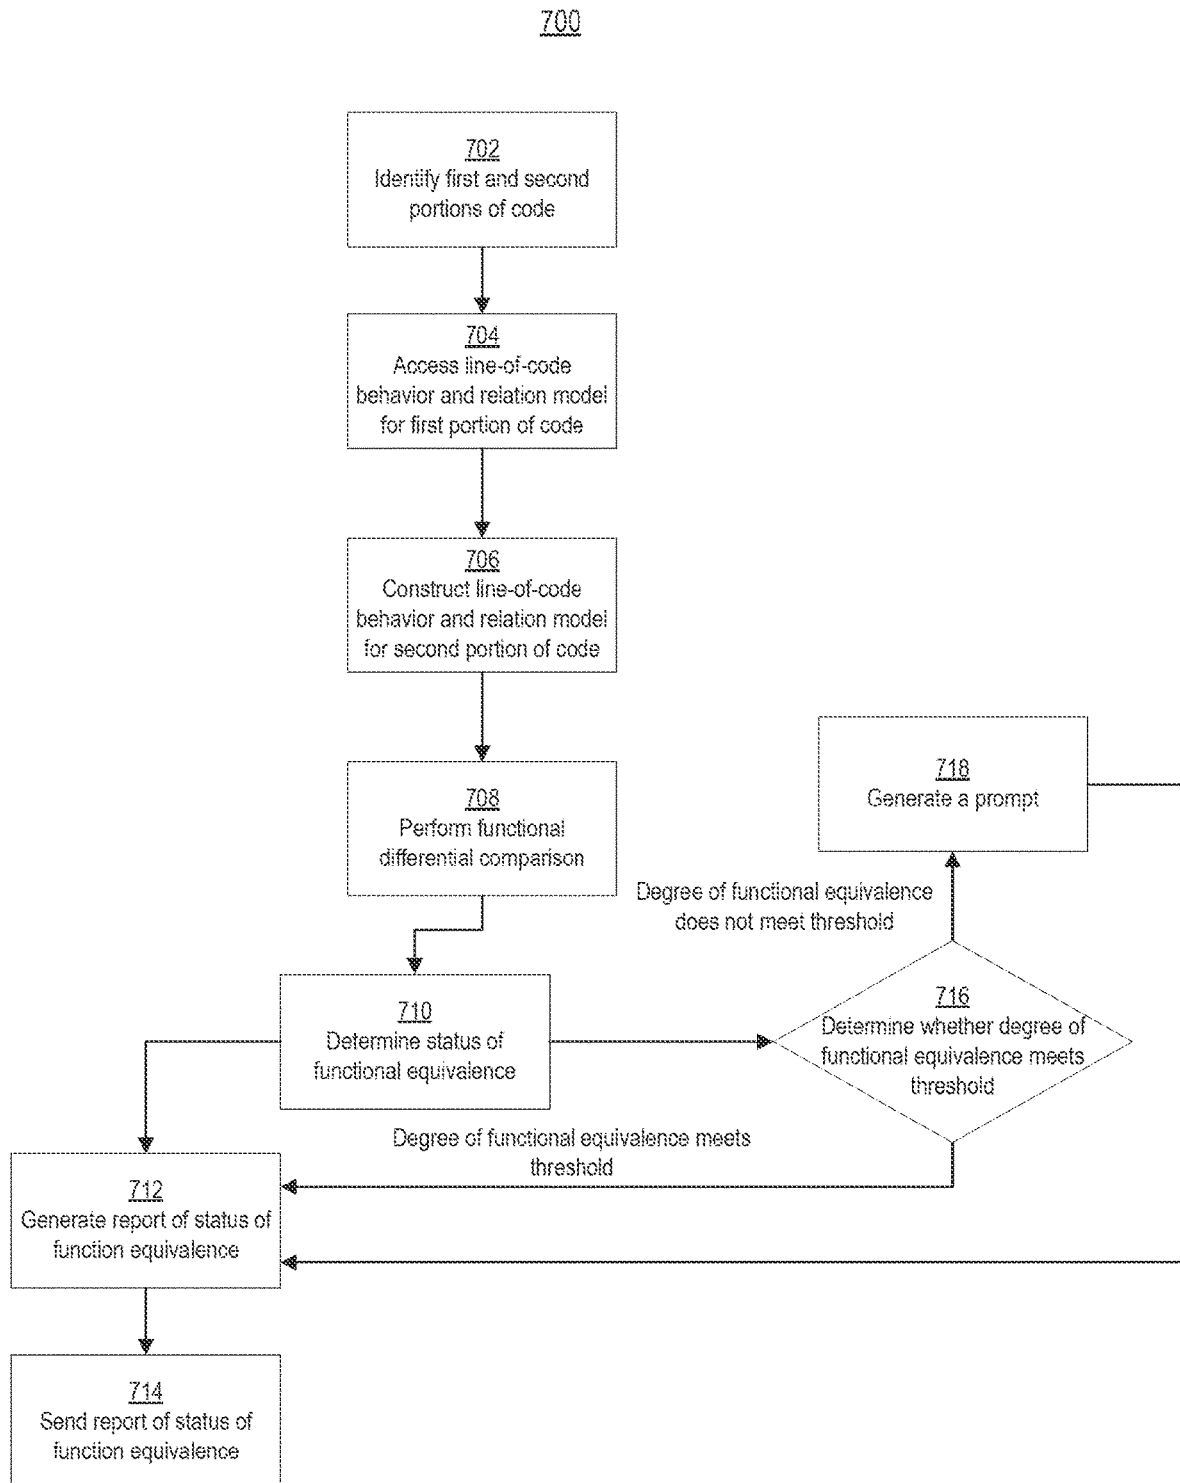 700
702
Identify first and second
portions of code
704
Access line-of-code
behavior and relation model
for first portion of code
706
Construct line-of-code
behavior and relation model
for second portion of code
708
Perform functional
differential comparison
718
Generate a prompt
Degree of functional equivalence
does not meet threshold
710
Determine status of
functional equivalence
716
Determine whether degree of
functional equivalence meets
threshold
Degree of functional equivalence meets
threshold
712
Generate report of status of
function equivalence
714
Send report of status of
function equivalence